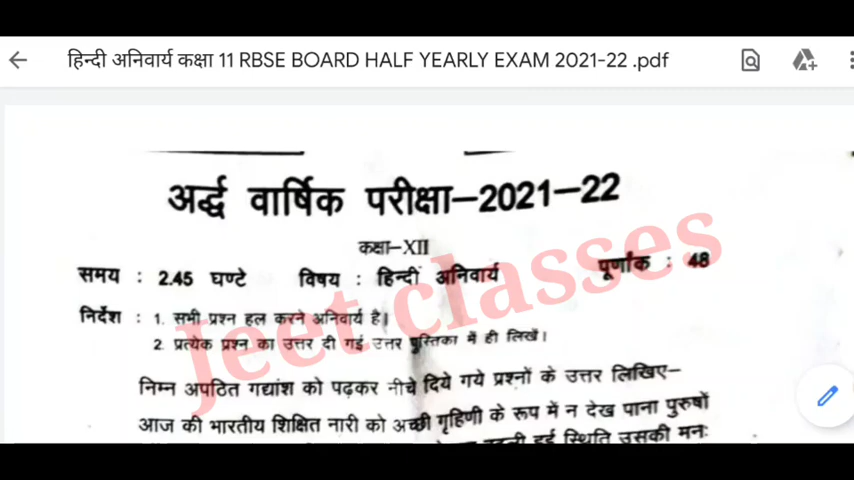 हिन्दी अनिवार्य कक्षा 11 RBSE BOARD HALF YEARLY EXAM 2021-22 .pdf
अर्द्ध वार्षिक परीक्षा–2021–22
कक्षा–XII
समय : 2.45 घण्टे विषय : हिन्दी अनिवार्य पूर्णांक : 48
निर्देश : 1. सभी प्रश्न हल करने अनिवार्य है।
2. प्रत्येक प्रश्न का उत्तर दी गई उत्तर पुस्तिका में ही लिखें।
Jeet classes
निम्न अपठित गद्यांश को पढ़कर नीचे दिये गये प्रश्नों के उत्तर लिखिए–
आज की भारतीय शिक्षित नारी को अच्छी गृहिणी के रूप में न देख पाना पुरुषों
हुई स्थिति उसकी मनः